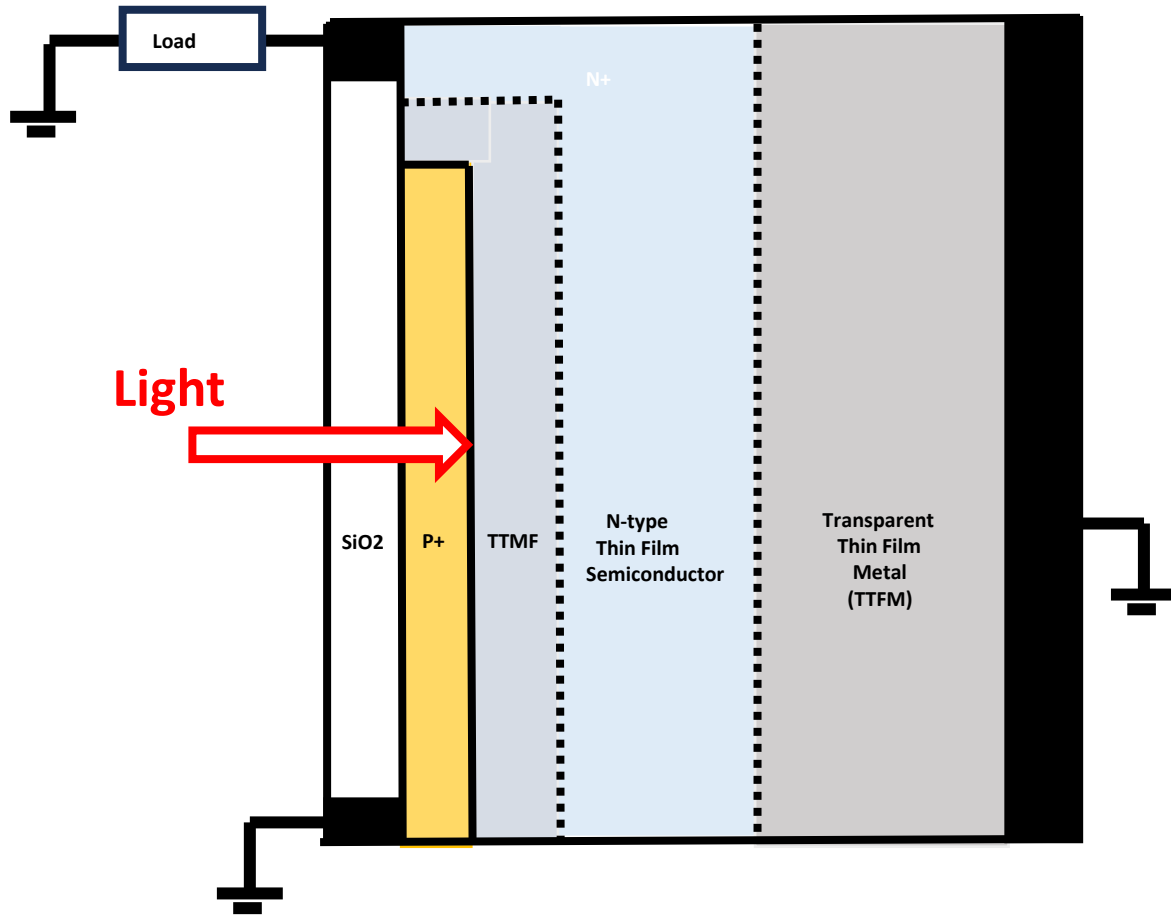 Load
N+
Light
SiO2
P+
TTMF
N-type
Thin Film
Semiconductor
Transparent
Thin Film
Metal
(TTFM)